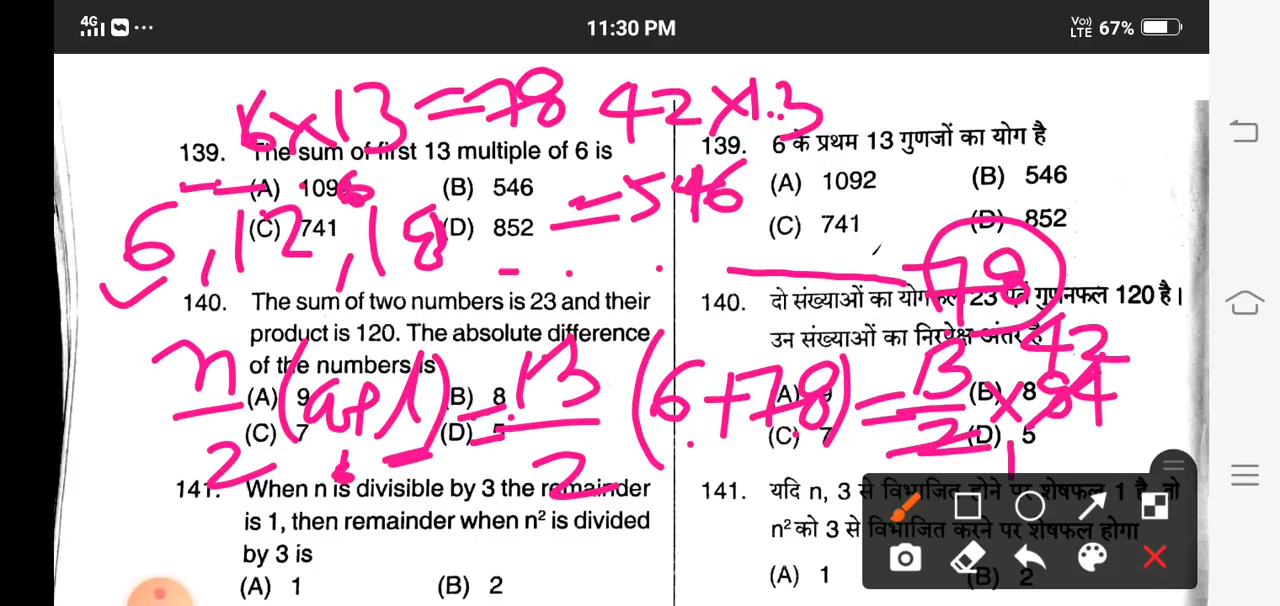 4G ... 11:30 PM Vo) LTE 67%
6 × 13 = 78 42 × 13
139. The sum of first 13 multiple of 6 is
(A) 1092 (B) 546
= 546
(C) 741 (D) 852
6, 12, 18 - . . 78
140. The sum of two numbers is 23 and their
product is 120. The absolute difference
of the numbers is
(A) 9 (B) 8
(C) 7 (D) 5
n/2 (a + l) = 13/2 (6 + 78) = 13/2 × 84
42
1
141. When n is divisible by 3 the remainder
is 1, then remainder when n² is divided
by 3 is
(A) 1 (B) 2
139. 6 के प्रथम 13 गुणजों का योग है
(A) 1092 (B) 546
(C) 741 (D) 852
140. दो संख्याओं का योगफल 23 एवं गुणनफल 120 है।
उन संख्याओं का निरपेक्ष अंतर है
(A) 9 (B) 8
(C) 7 (D) 5
141. यदि n, 3 से विभाजित होने पर शेषफल 1 है, तो
n² को 3 से विभाजित करने पर शेषफल होगा
(A) 1 (B) 2